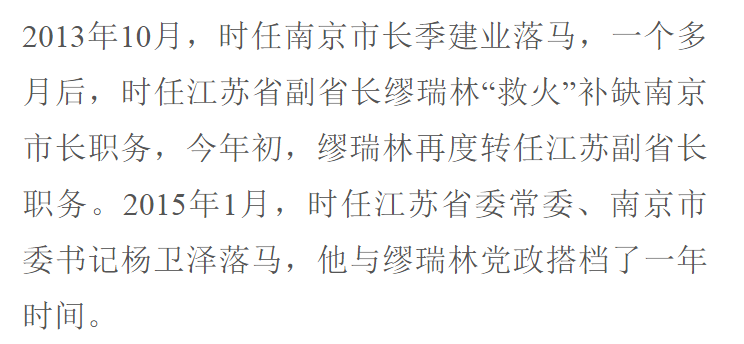 2013年10月，时任南京市长季建业落马，一个多
月后，时任江苏省副省长缪瑞林“救火”补缺南京
市长职务，今年初，缪瑞林再度转任江苏副省长
职务。2015年1月，时任江苏省委常委、南京市
委书记杨卫泽落马，他与缪瑞林党政搭档了一年
时间。